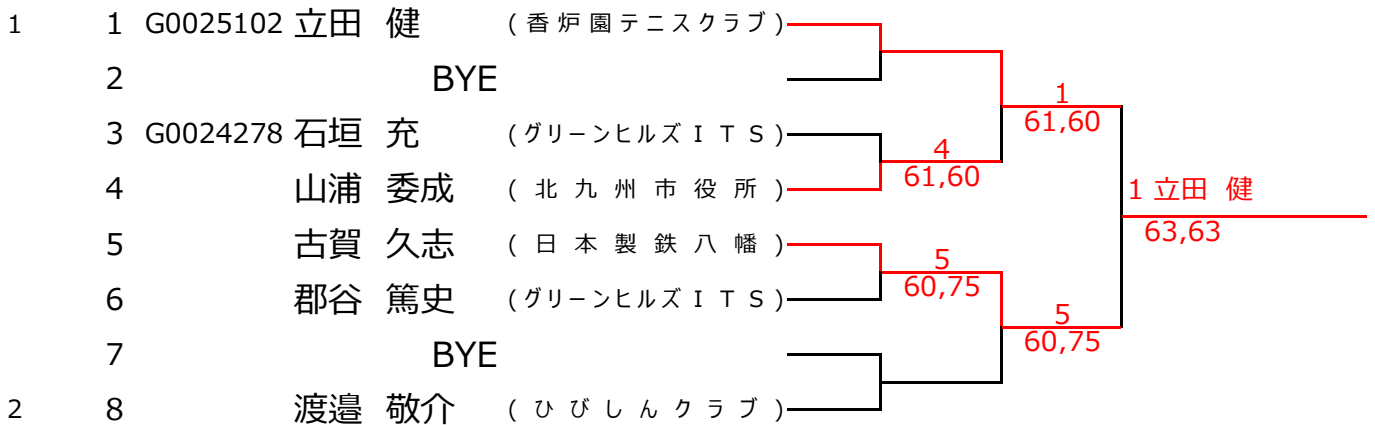 1 1 G0025102 立田 健 (香炉園テニスクラブ)
2 BYE
1
61,60
3 G0024278 石垣 充 (グリーンヒルズITS)
4
61,60
4 山浦 委成 (北九州市役所)
1 立田 健
63,63
5 古賀 久志 (日本製鉄八幡)
5
60,75
6 郡谷 篤史 (グリーンヒルズITS)
5
60,75
7 BYE
2 8 渡邉 敬介 (ひびしんクラブ)